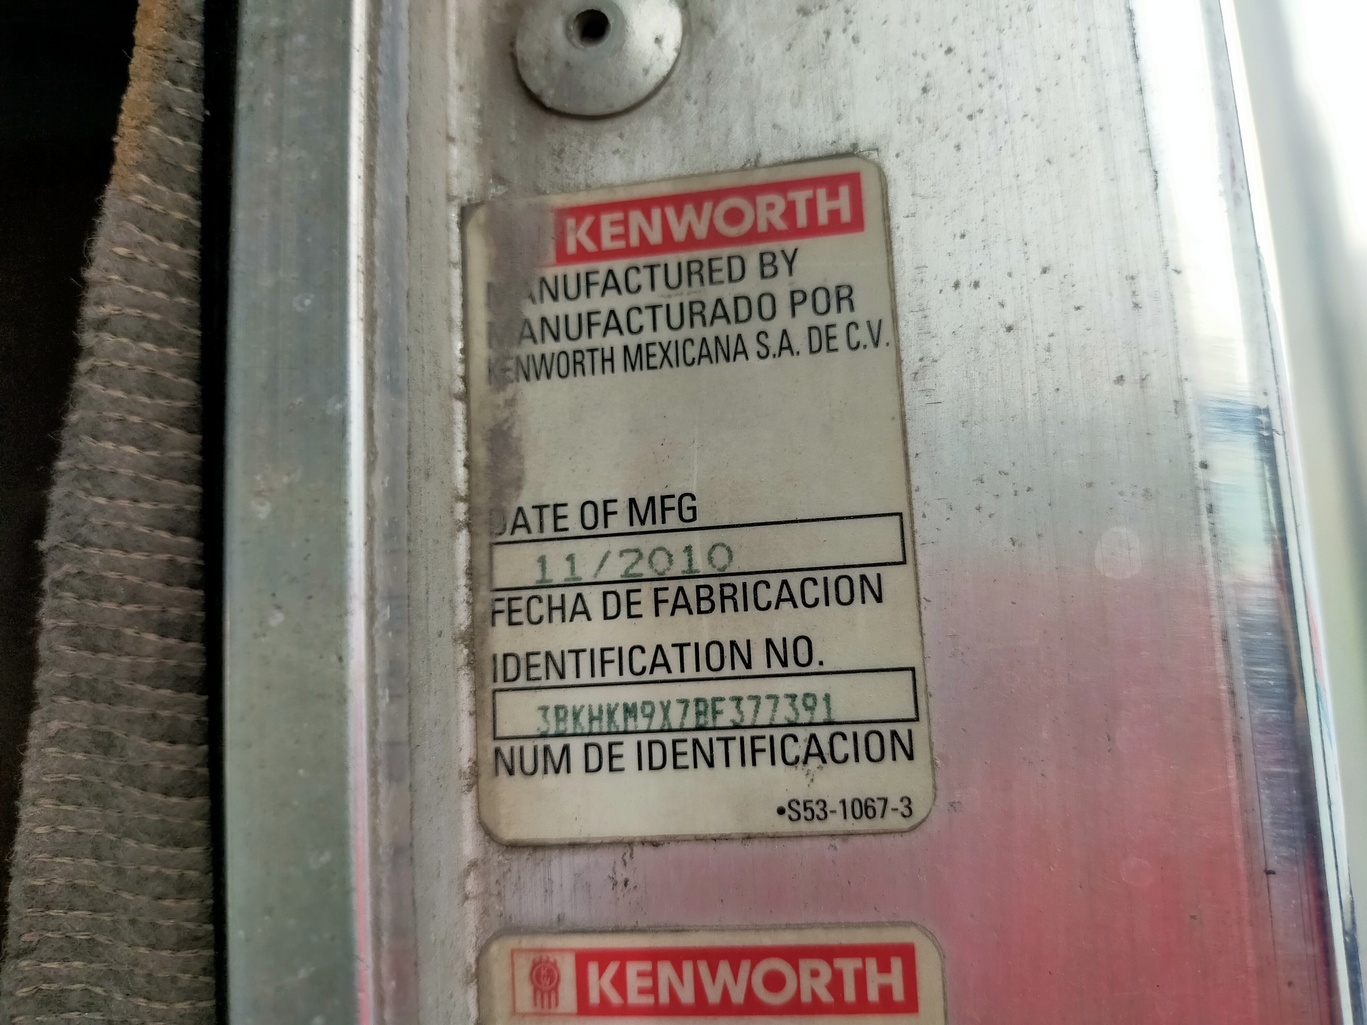 KENWORTH
MANUFACTURED BY
MANUFACTURADO POR
KENWORTH MEXICANA S.A. DE C.V.
DATE OF MFG
11/2010
FECHA DE FABRICACION
IDENTIFICATION NO.
3BKHKM9X7BF377391
NUM DE IDENTIFICACION
•S53-1067-3
KENWORTH